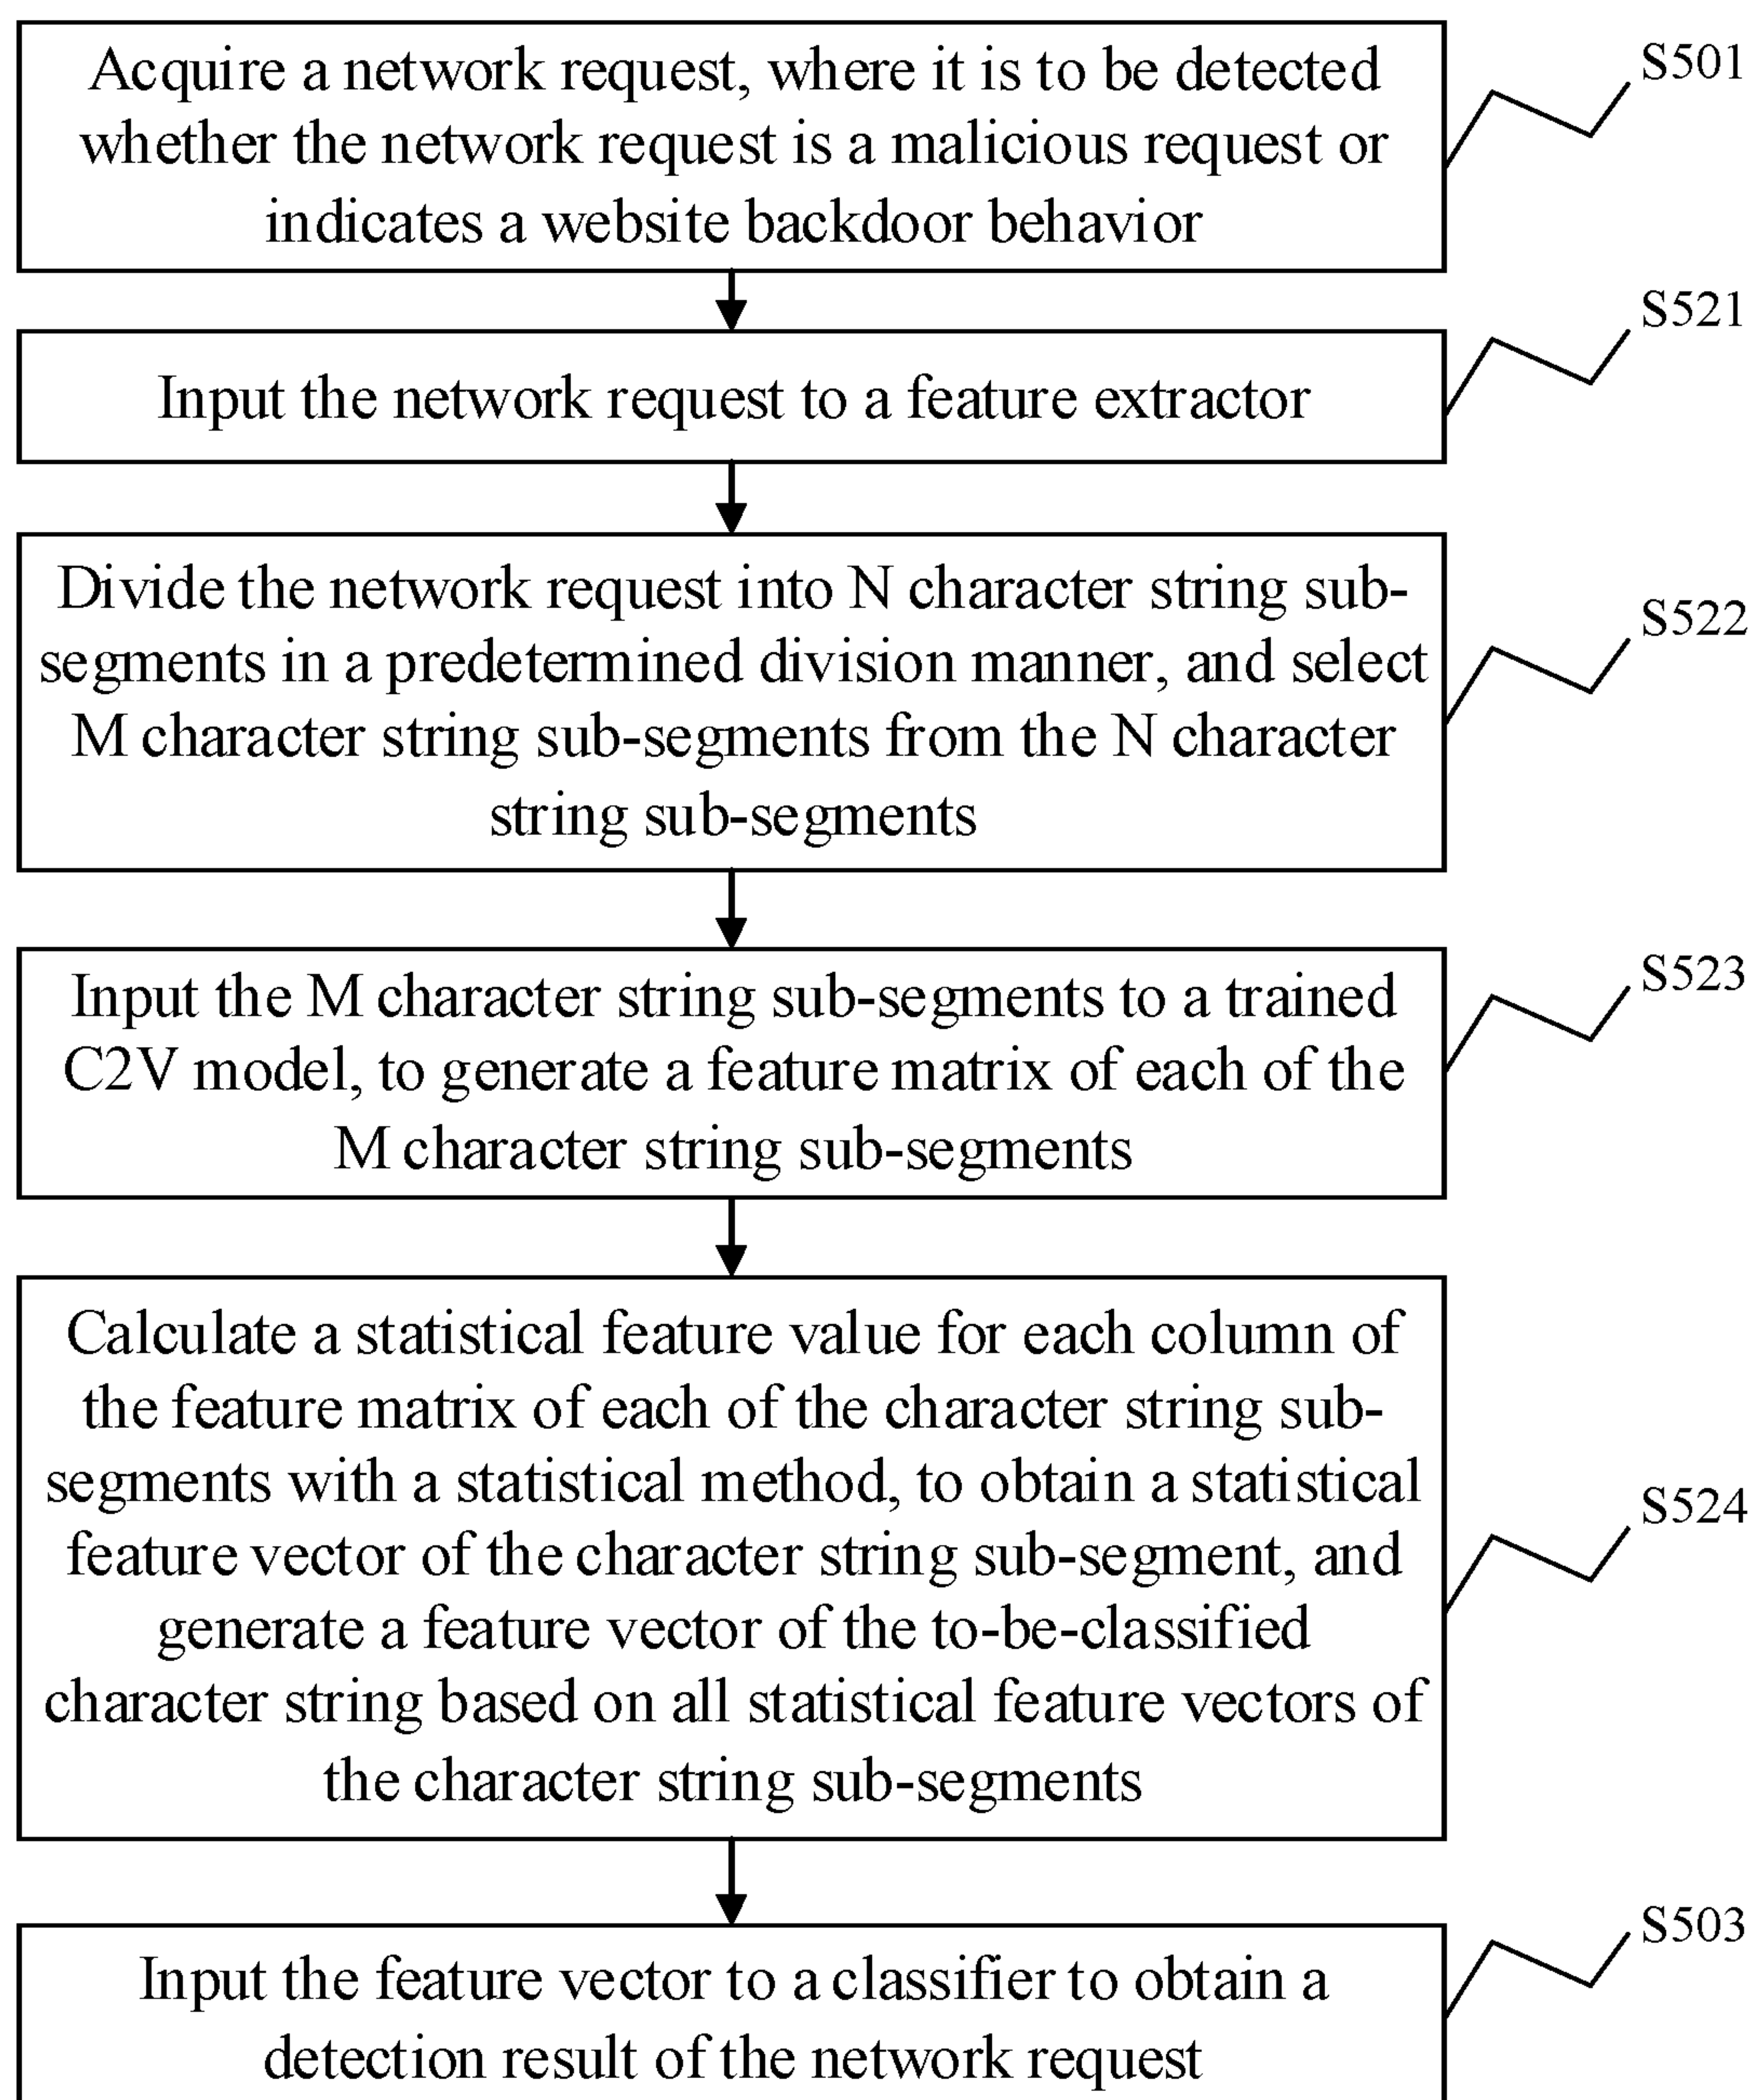 Acquire a network request, where it is to be detected
whether the network request is a malicious request or
indicates a website backdoor behavior
S501
Input the network request to a feature extractor
S521
Divide the network request into N character string sub-
segments in a predetermined division manner, and select
M character string sub-segments from the N character
string sub-segments
S522
Input the M character string sub-segments to a trained
C2V model, to generate a feature matrix of each of the
M character string sub-segments
S523
Calculate a statistical feature value for each column of
the feature matrix of each of the character string sub-
segments with a statistical method, to obtain a statistical
feature vector of the character string sub-segment, and
generate a feature vector of the to-be-classified
character string based on all statistical feature vectors of
the character string sub-segments
S524
Input the feature vector to a classifier to obtain a
detection result of the network request
S503